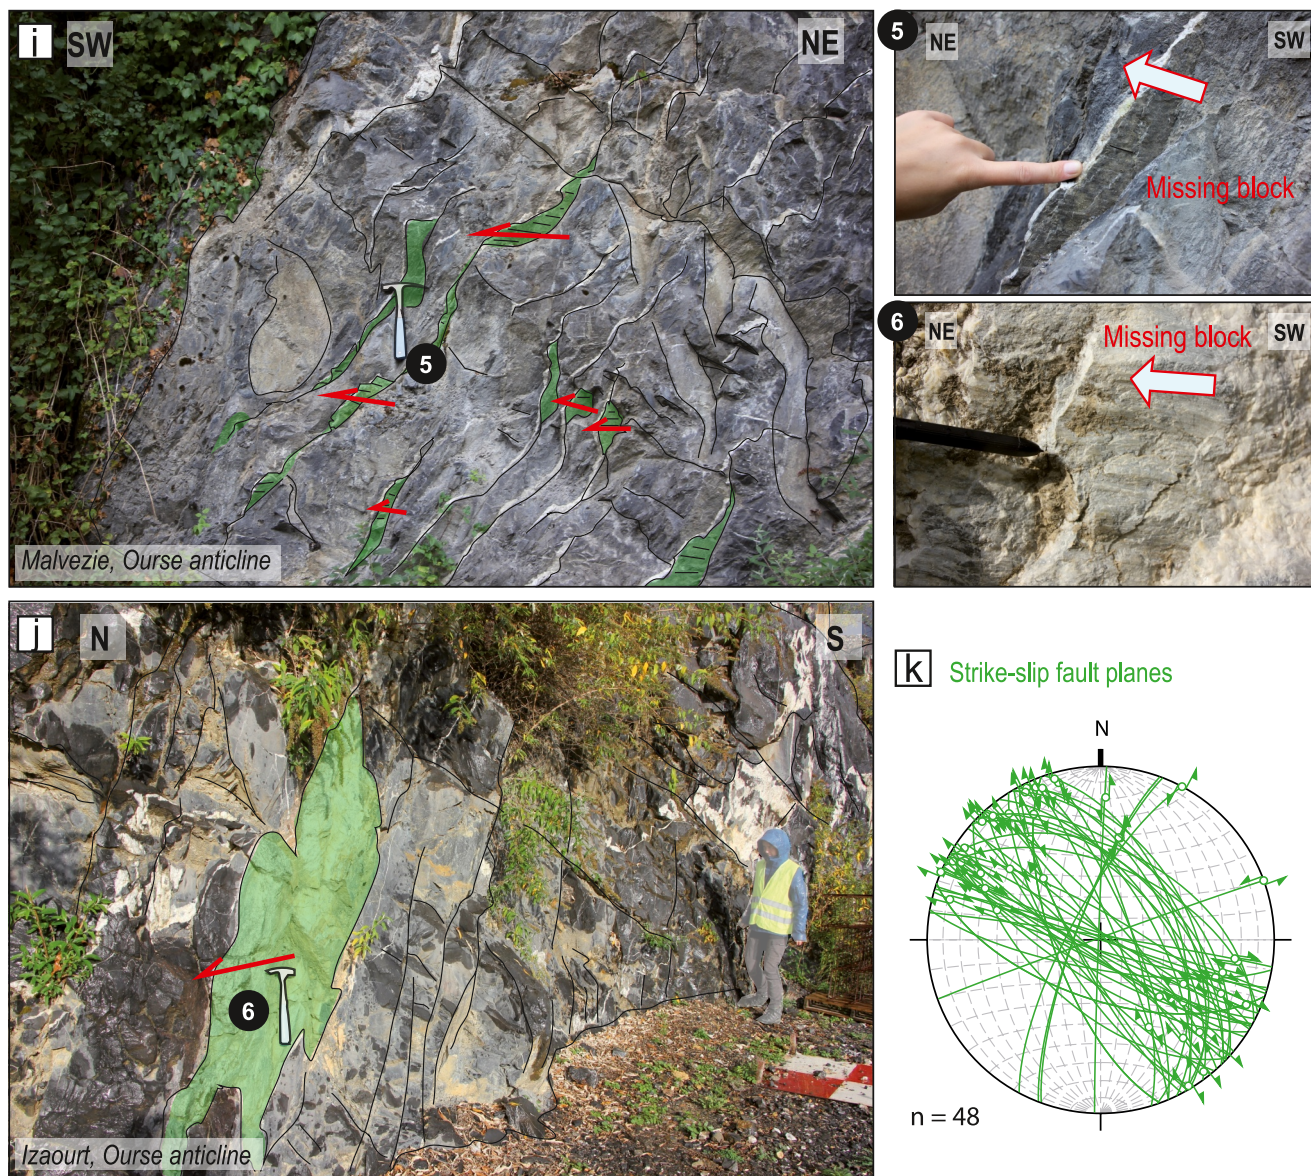 i SW
NE
5
Malvezie, Ourse anticline
5
NE
SW
Missing block
6
NE
SW
Missing block
j N
S
6
Izaourt, Ourse anticline
k Strike-slip fault planes
N
n = 48